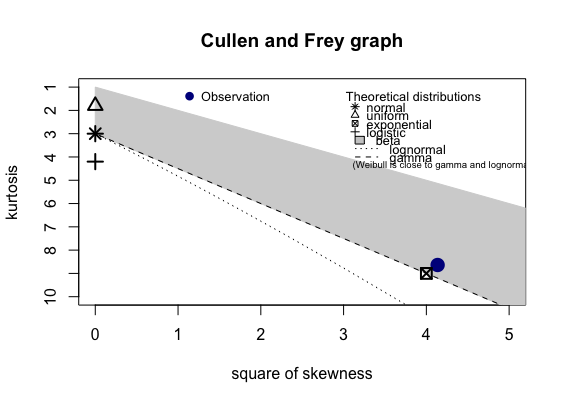 Cullen and Frey graph
Observation
Theoretical distributions
normal
uniform
exponential
logistic
beta
lognormal
gamma
(Weibull is close to gamma and lognorma
kurtosis
1
2
3
4
5
6
7
8
10
0 1 2 3 4 5
square of skewness